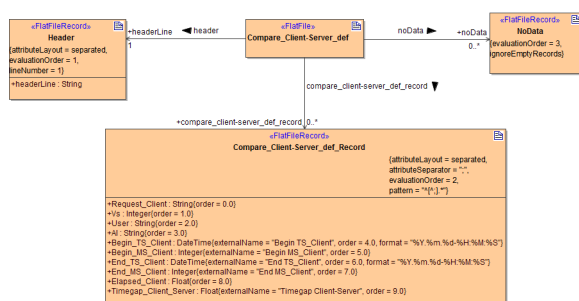 «FlatFileRecord»
Header
{attributeLayout = separated,
evaluationOrder = 1,
lineNumber = 1}
+headerLine : String
+headerLine
1
header
«FlatFile»
Compare_Client-Server_def
noData
+noData
0..*
«FlatFileRecord»
NoData
{evaluationOrder = 3,
ignoreEmptyRecords}
compare_client-server_def_record
+compare_client-server_def_record 0..*
«FlatFileRecord»
Compare_Client-Server_def_Record
{attributeLayout = separated,
attributeSeparator = ";",
evaluationOrder = 2,
pattern = "^[^;].*"}
+Request_Client : String{order = 0.0}
+Vs : Integer{order = 1.0}
+User : String{order = 2.0}
+AI : String{order = 3.0}
+Begin_TS_Client : DateTime{externalName = "Begin TS_Client", order = 4.0, format = "%Y.%m.%d-%H:%M:%S"}
+Begin_MS_Client : Integer{externalName = "Begin MS_Client", order = 5.0}
+End_TS_Client : DateTime{externalName = "End TS_Client", order = 6.0, format = "%Y.%m.%d-%H:%M:%S"}
+End_MS_Client : Integer{externalName = "End MS_Client", order = 7.0}
+Elapsed_Client : Float{order = 8.0}
+Timegap_Client_Server : Float{externalName = "Timegap Client-Server", order = 9.0}